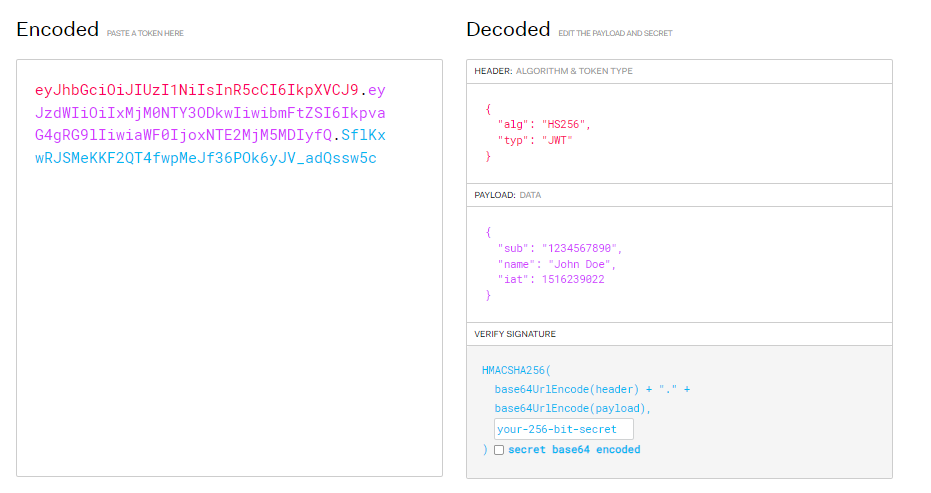 Encoded PASTE A TOKEN HERE
eyJhbGciOiJIUzI1NiIsInR5cCI6IkpXVCJ9.ey
JzdWIiOiIxMjM0NTY3ODkwIiwibmFtZSI6Ikpva
G4gRG9lIiwiaWF0IjoxNTE2MjM5MDIyfQ.SflKx
wRJSMeKKF2QT4fwpMeJf36POk6yJV_adQssw5c
Decoded EDIT THE PAYLOAD AND SECRET
HEADER: ALGORITHM & TOKEN TYPE
{
"alg": "HS256",
"typ": "JWT"
}
PAYLOAD: DATA
{
"sub": "1234567890",
"name": "John Doe",
"iat": 1516239022
}
VERIFY SIGNATURE
HMACSHA256(
base64UrlEncode(header) + "." +
base64UrlEncode(payload),
your-256-bit-secret
) secret base64 encoded